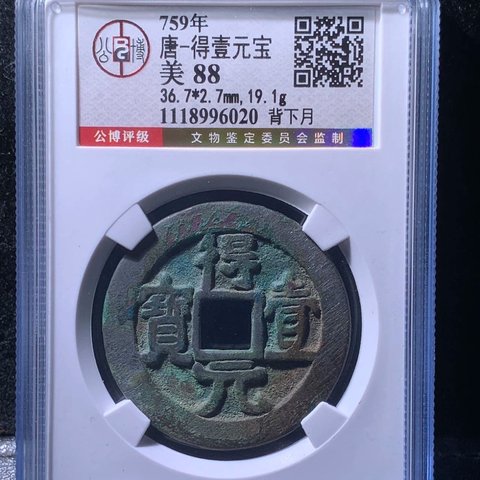 759年
唐-得壹元宝
美 88
36.7*2.7mm,19.1g
1118996020 背下月
公 博
公博评级 文物鉴定委员会监制
得壹元寶